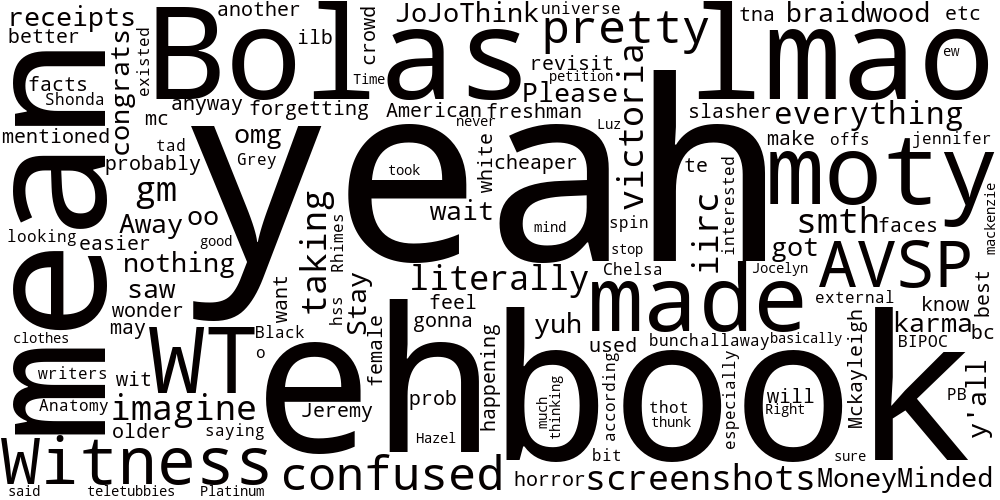 receipts
another
JoJoThink
universe
tna
braidwood
etc
better
congrats
existed
Bolas
ilb
crowd
pretty
lmao
ew
facts
Shonda
Time
revisit
petition
Please
mean
mc
anyway
forgetting
American
freshman
never
Luz
victoria
slasher
everything
mentioned
tad
omg
yeah
white
cheaper
make
offs
jennifer
probably
Grey
took
te
interested
moty
gm
Away
oo
taking
Rhimes
wait
mind
spin
iirc
smth
faces
mackenzie
looking
easier
good
stop
got
AVSP
nothing
want
hss
Stay
literally
Chelsa
Jocelyn
saw
wonder
feel
made
external
know
best
may
gonna
yuh
karma
bc
clothes
WT
Black
o
female
eh
happening
book
used
bunchallaway
basically
Mckayleigh
BIPOC
writers
wit
prob
much
thinking
according
especially
will
Right
PB
y'all
Anatomy
imagine
Jeremy
thot
thunk
older
saying
Hazel
bit
sure
Witness
confused
horror
screenshots
MoneyMinded
said
teletubbies
Platinum